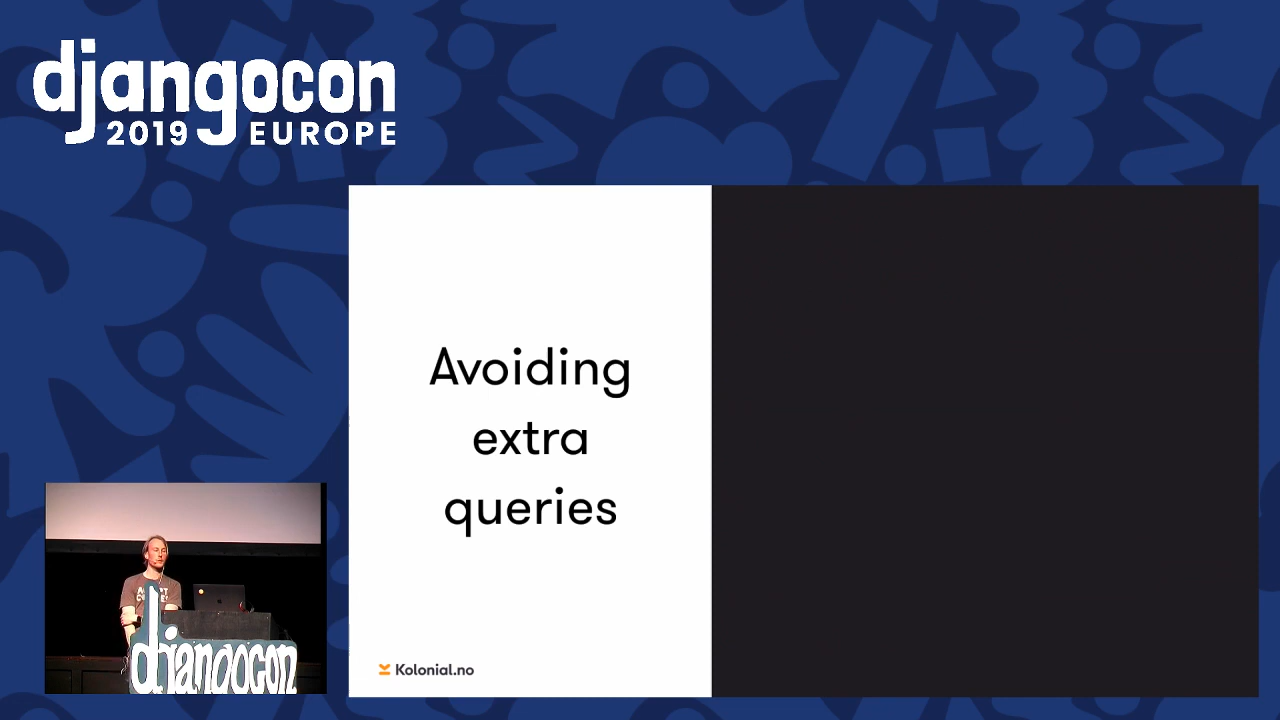 djangocon
2019 EUROPE
Avoiding
extra
queries
Kolonial.no
djangocon